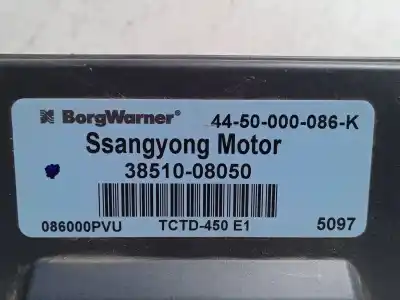 BorgWarner® 44-50-000-086-K
Ssangyong Motor
38510-08050
086000PVU TCTD-450 E1 5097